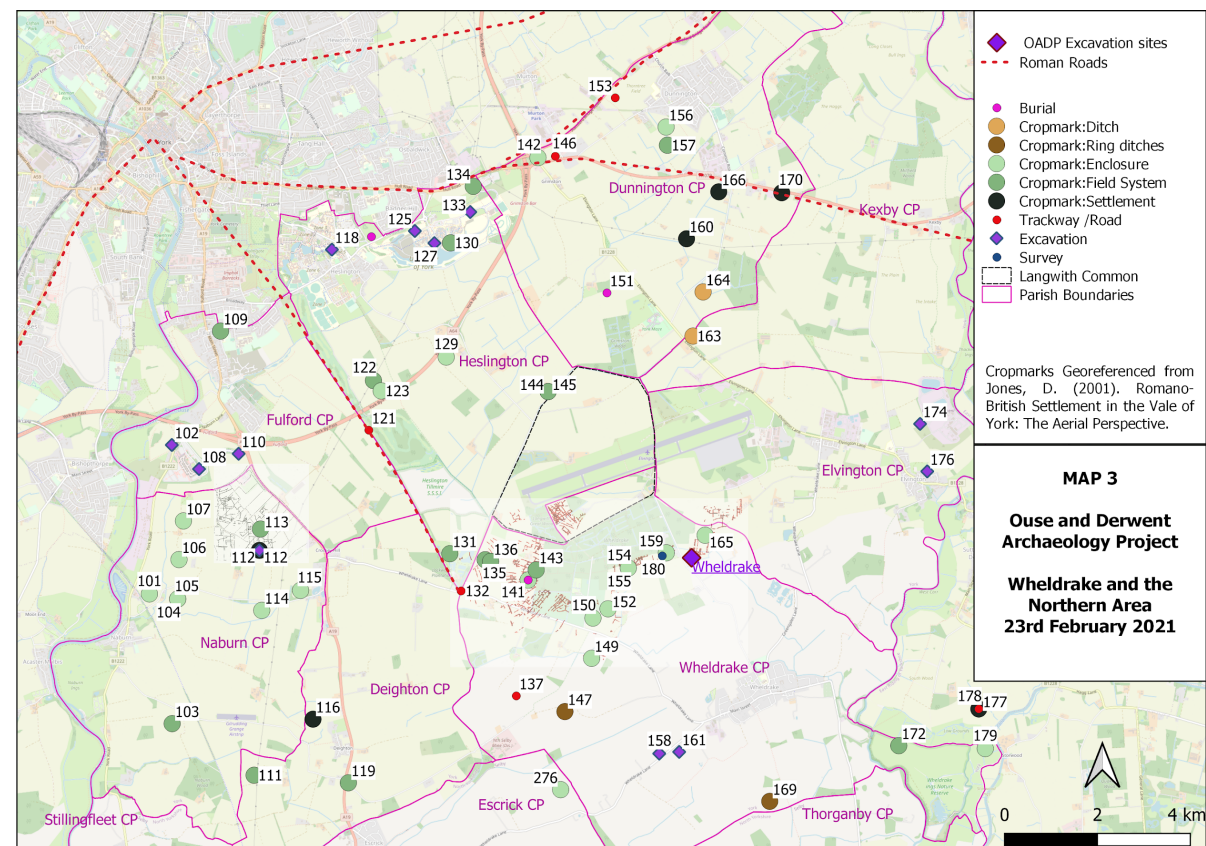 OADP Excavation sites
Roman Roads
Burial
Cropmark:Ditch
Cropmark:Ring ditches
Cropmark:Enclosure
Cropmark:Field System
Cropmark:Settlement
Trackway /Road
Excavation
Survey
Langwith Common
Parish Boundaries
Cropmarks Georeferenced from
Jones, D. (2001). Romano-
British Settlement in the Vale of
York: The Aerial Perspective.
MAP 3
Ouse and Derwent
Archaeology Project
Wheldrake and the
Northern Area
23rd February 2021
0 2 4 km
153
156
157
142
146
134
Dunnington CP
166
170
Kexby CP
133
125
118
127
130
160
151
164
163
109
129
Heslington CP
122
123
144
145
Fulford CP
121
102
110
108
174
Elvington CP
176
107
113
106
112
112
131
136
135
143
141
154
159
155
180
165
Wheldrake
101
105
104
115
114
132
150
152
Naburn CP
149
Wheldrake CP
Deighton CP
137
147
103
116
178
177
172
179
158
161
111
119
276
Escrick CP
169
Thorganby CP
Stillingfleet CP